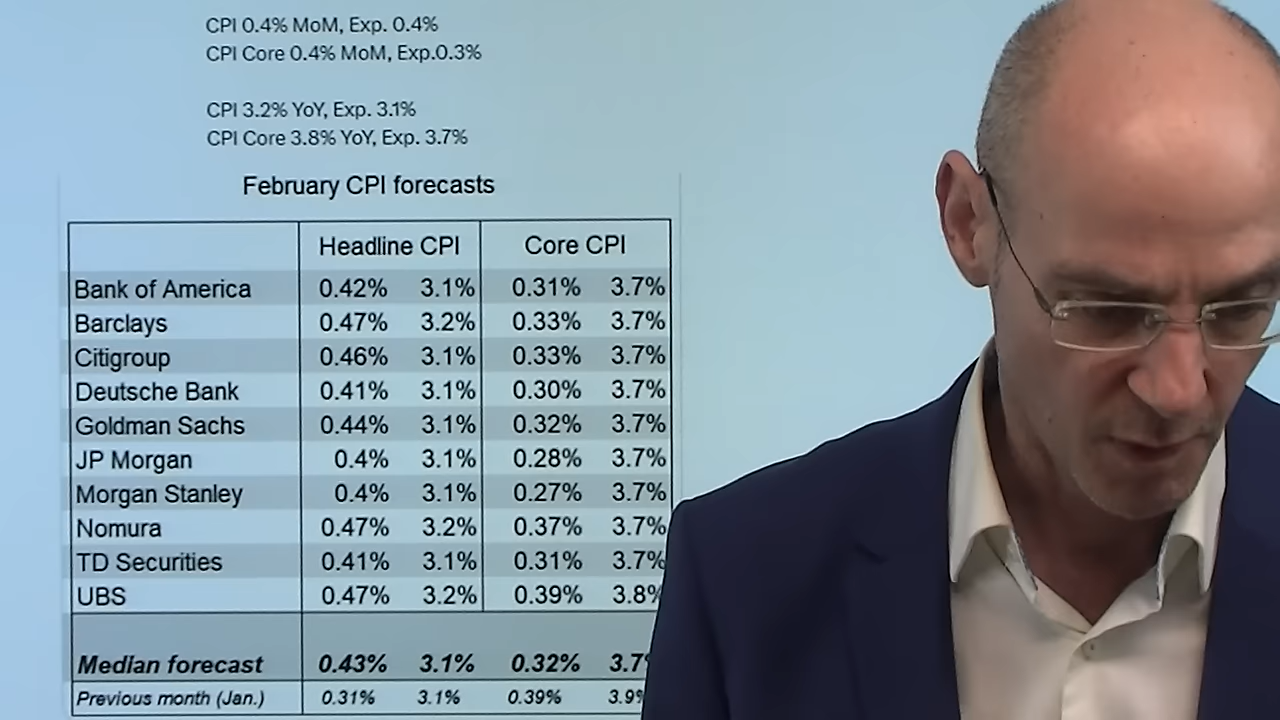 CPI 0.4% MoM, Exp. 0.4%
CPI Core 0.4% MoM, Exp.0.3%
CPI 3.2% YoY, Exp. 3.1%
CPI Core 3.8% YoY, Exp. 3.7%
February CPI forecasts
Headline CPI Core CPI
Bank of America 0.42% 3.1% 0.31% 3.7%
Barclays 0.47% 3.2% 0.33% 3.7%
Citigroup 0.46% 3.1% 0.33% 3.7%
Deutsche Bank 0.41% 3.1% 0.30% 3.7%
Goldman Sachs 0.44% 3.1% 0.32% 3.7%
JP Morgan 0.4% 3.1% 0.28% 3.7%
Morgan Stanley 0.4% 3.1% 0.27% 3.7%
Nomura 0.47% 3.2% 0.37% 3.7%
TD Securities 0.41% 3.1% 0.31% 3.7%
UBS 0.47% 3.2% 0.39% 3.8%
Median forecast 0.43% 3.1% 0.32% 3.7%
Previous month (Jan.) 0.31% 3.1% 0.39% 3.9%